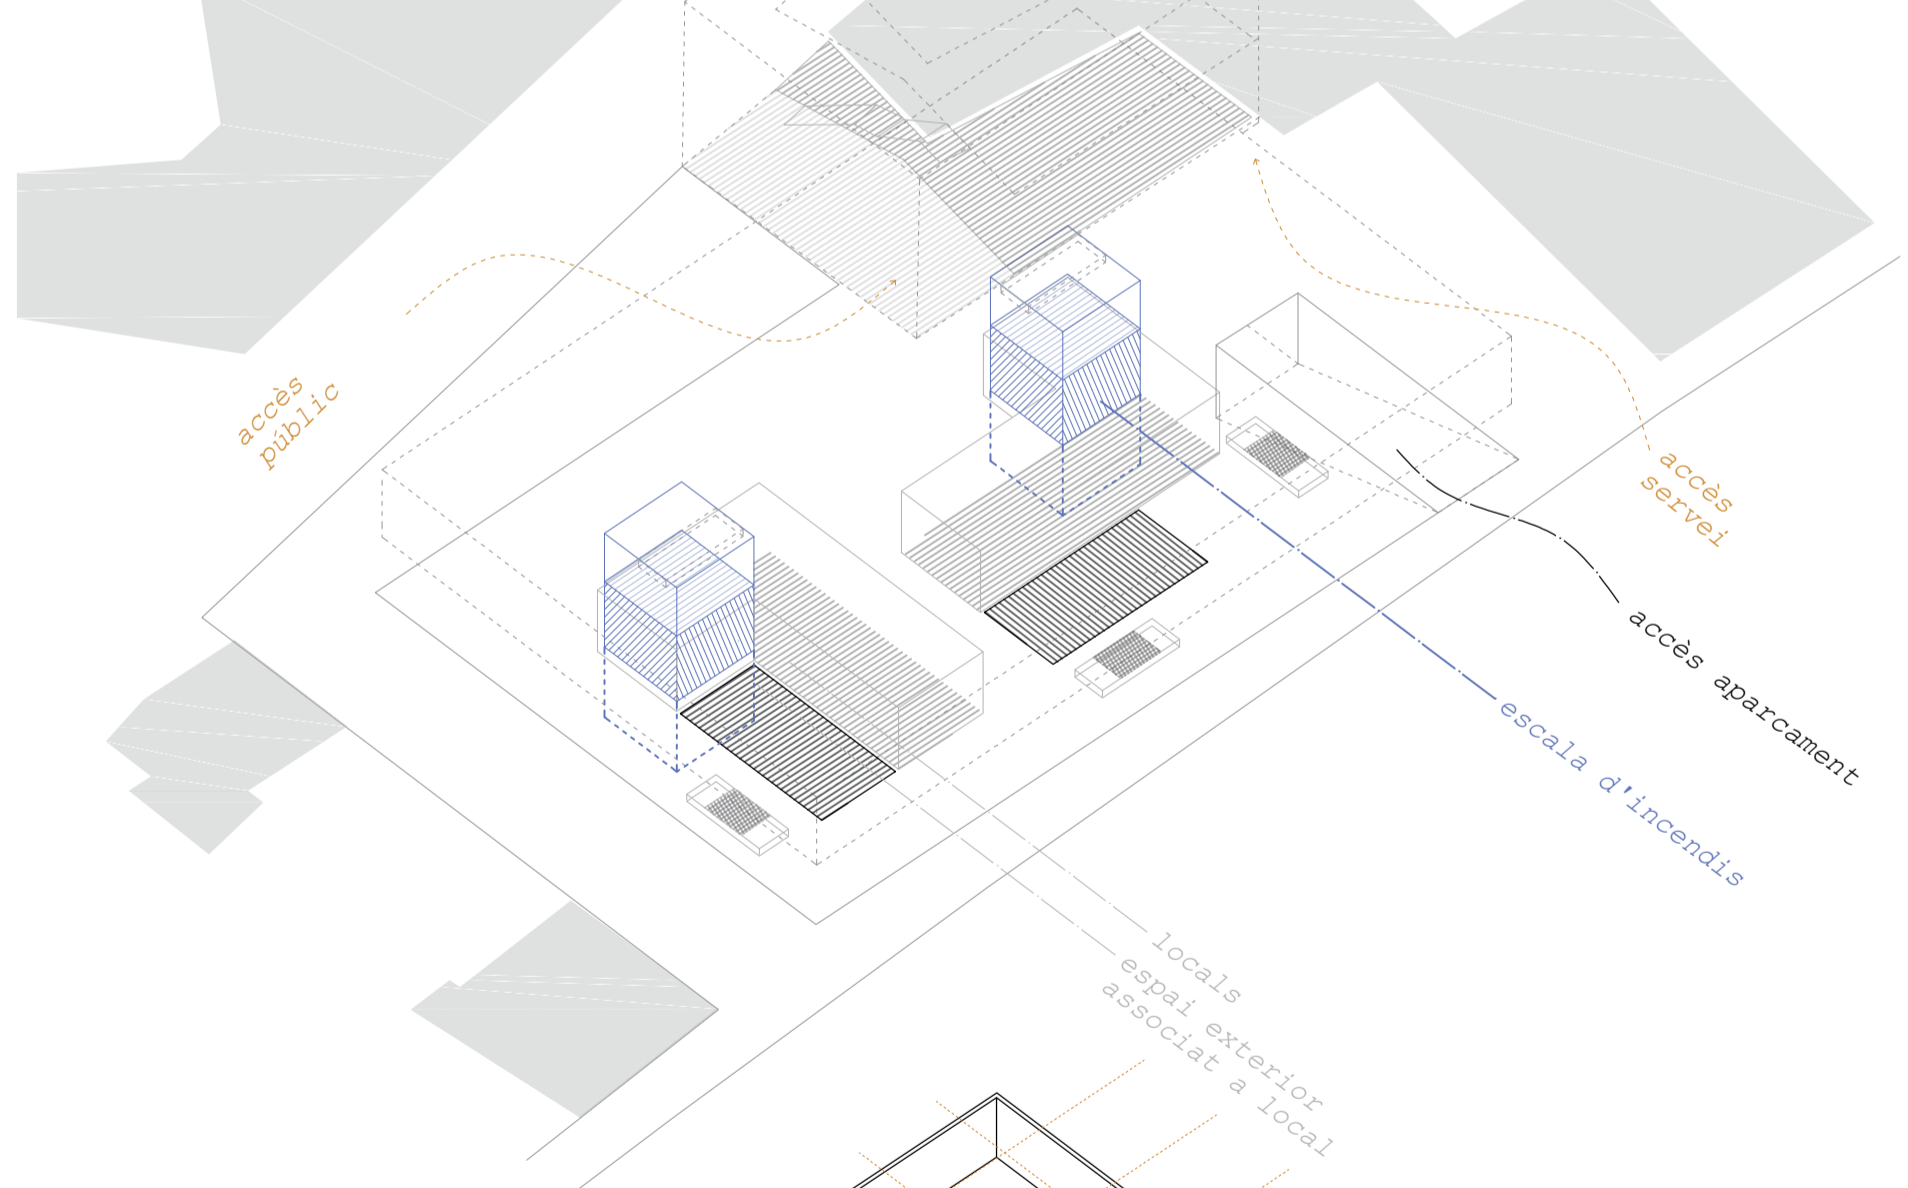 accès
públic
accès
servei
accès aparcament
escala d'incendis
locals
espai exterior
associat a local